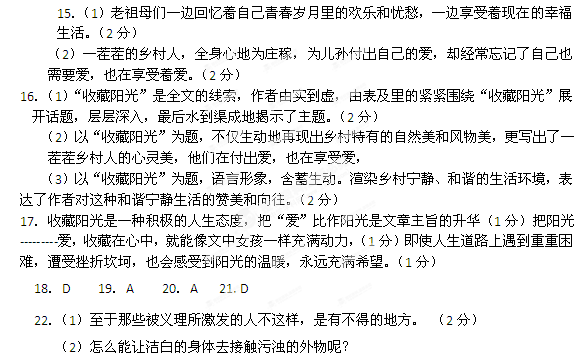 15.（1）老祖母们一边回忆着自己青春岁月里的欢乐和忧愁，一边享受着现在的幸福
生活。（2 分）
（2）一茬茬的乡村人，全身心地为庄稼，为儿孙付出自己的爱，却经常忘记了自己也
需要爱，也在享受着爱。（2 分）
16.（1）“收藏阳光”是全文的线索，作者由实到虚，由表及里的紧紧围绕“收藏阳光”展
开话题，层层深入，最后水到渠成地揭示了主题。（2 分）
（2）以“收藏阳光”为题，不仅生动地再现出乡村特有的自然美和风物美，更写出了一
茬茬乡村人的心灵美，他们在付出爱，也在享受爱，
（3）以“收藏阳光”为题，语言形象，含蓄生动。渲染乡村宁静、和谐的生活环境，表
达了作者对这种和谐宁静生活的赞美和向往。（2 分）
17. 收藏阳光是一种积极的人生态度，把“爱”比作阳光是文章主旨的升华（1 分）把阳光
---------爱，收藏在心中，就能像文中女孩一样充满动力，（1 分）即使人生道路上遇到重重困
难，遭受挫折坎坷，也会感受到阳光的温暖，永远充满希望。（1 分）
18. D 19. A 20. A 21. D
22.（1）至于那些被义理所激发的人不这样，是有不得的地方。 （2 分）
（2）怎么能让洁白的身体去接触污浊的外物呢？